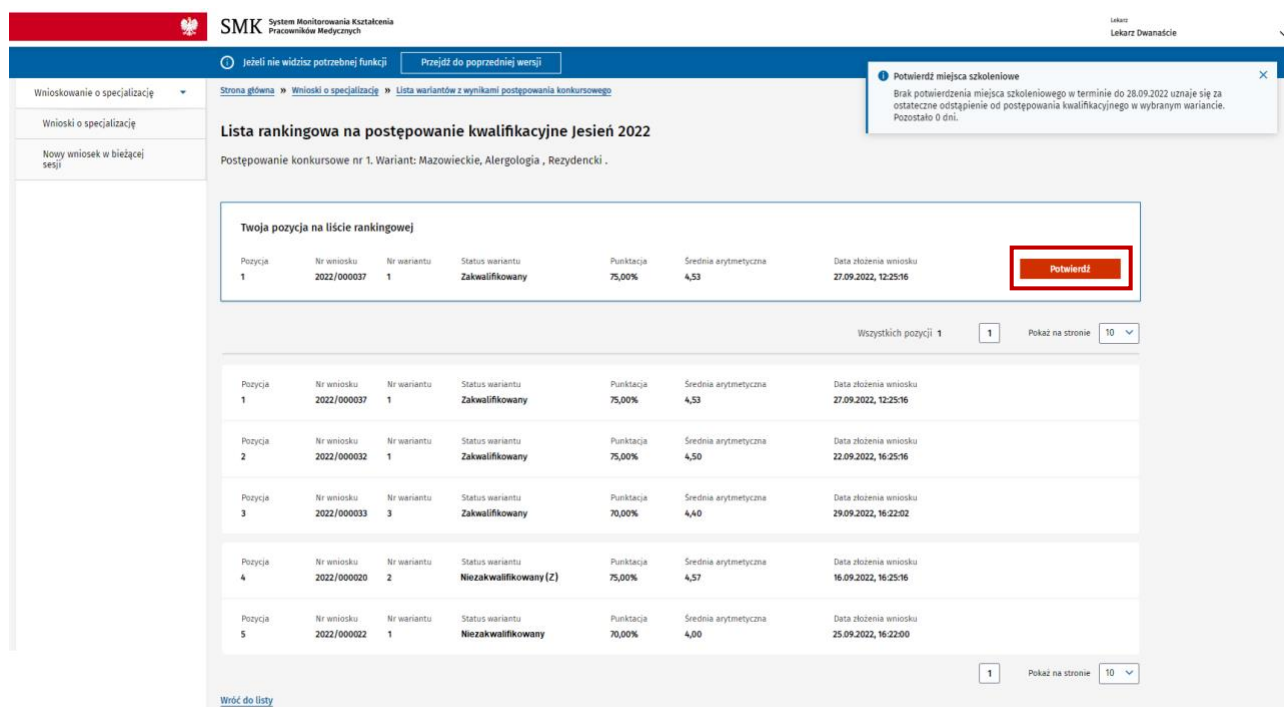 SMK System Monitorowania Kształcenia
Pracowników Medycznych
Lekarz
Lekarz Dwanaście
Jeżeli nie widzisz potrzebnej funkcji Przejdź do poprzedniej wersji
Potwierdź miejsca szkoleniowe
Brak potwierdzenia miejsca szkoleniowego w terminie do 28.09.2022 uznaje się za
ostateczne odstąpienie od postępowania kwalifikacyjnego w wybranym wariancie.
Pozostało 0 dni.
Wnioskowanie o specjalizację
Wnioski o specjalizację
Nowy wniosek w bieżącej
sesji
Strona główna » Wnioski o specjalizację » Lista wariantów z wynikami postępowania konkursowego
Lista rankingowa na postępowanie kwalifikacyjne Jesień 2022
Postępowanie konkursowe nr 1. Wariant: Mazowieckie, Alergologia , Rezydencki .
Twoja pozycja na liście rankingowej
Pozycja Nr wniosku Nr wariantu Status wariantu Punktacja Średnia arytmetyczna Data złożenia wniosku
1 2022/000037 1 Zakwalifikowany 75,00% 4,53 27.09.2022, 12:25:16
Potwierdź
Wszystkich pozycji 1 1 Pokaż na stronie 10
Pozycja Nr wniosku Nr wariantu Status wariantu Punktacja Średnia arytmetyczna Data złożenia wniosku
1 2022/000037 1 Zakwalifikowany 75,00% 4,53 27.09.2022, 12:25:16
Pozycja Nr wniosku Nr wariantu Status wariantu Punktacja Średnia arytmetyczna Data złożenia wniosku
2 2022/000032 1 Zakwalifikowany 75,00% 4,50 22.09.2022, 16:25:16
Pozycja Nr wniosku Nr wariantu Status wariantu Punktacja Średnia arytmetyczna Data złożenia wniosku
3 2022/000033 3 Zakwalifikowany 70,00% 4,40 29.09.2022, 16:22:02
Pozycja Nr wniosku Nr wariantu Status wariantu Punktacja Średnia arytmetyczna Data złożenia wniosku
4 2022/000020 2 Niezakwalifikowany (Z) 75,00% 4,57 16.09.2022, 16:25:16
Pozycja Nr wniosku Nr wariantu Status wariantu Punktacja Średnia arytmetyczna Data złożenia wniosku
5 2022/000022 1 Niezakwalifikowany 70,00% 4,00 25.09.2022, 16:22:00
1 Pokaż na stronie 10
Wróć do listy